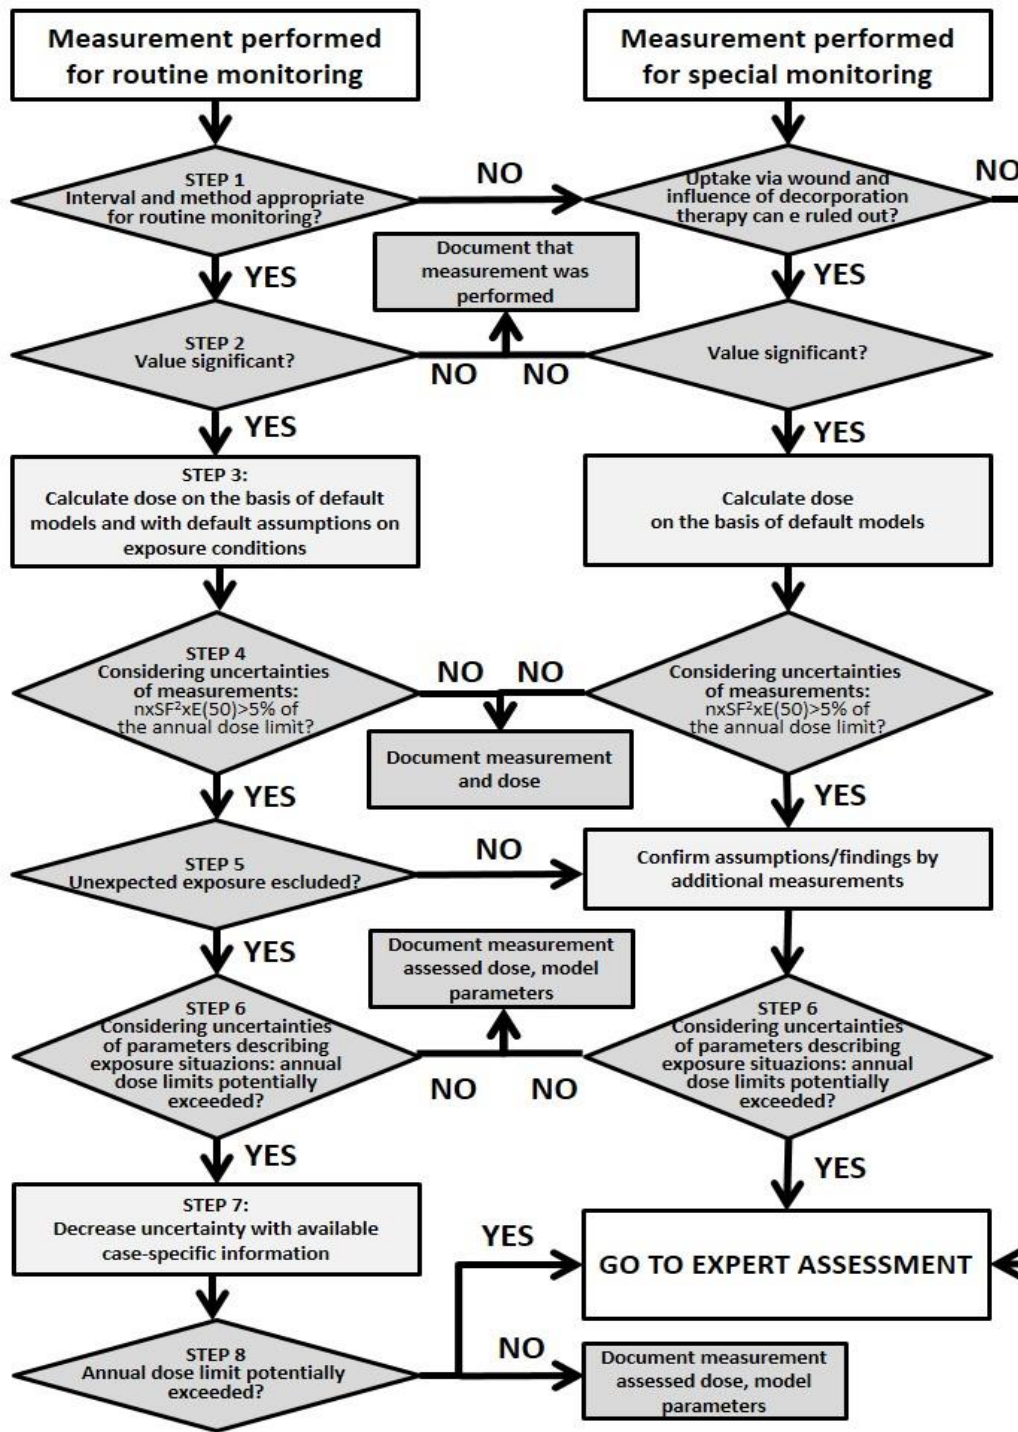 Measurement performed
for routine monitoring
Measurement performed
for special monitoring
STEP 1
Interval and method appropriate
for routine monitoring?
NO
Uptake via wound and
influence of decorporation
therapy can e ruled out?
NO
YES
Document that
measurement was
performed
YES
STEP 2
Value significant?
NO
NO
Value significant?
YES
YES
STEP 3:
Calculate dose on the basis of default
models and with default assumptions on
exposure conditions
Calculate dose
on the basis of default models
STEP 4
Considering uncertainties
of measurements:
nxSF²xE(50)>5% of
the annual dose limit?
NO
NO
Considering uncertainties
of measurements:
nxSF²xE(50)>5% of
the annual dose limit?
Document measurement
and dose
YES
YES
STEP 5
Unexpected exposure escluded?
NO
Confirm assumptions/findings by
additional measurements
YES
Document measurement
assessed dose, model
parameters
STEP 6
Considering uncertainties
of parameters describing
exposure situazions: annual
dose limits potentially
exceeded?
NO
NO
STEP 6
Considering uncertainties
of parameters describing
exposure situazions: annual
dose limits potentially
exceeded?
YES
YES
STEP 7:
Decrease uncertainty with available
case-specific information
YES
GO TO EXPERT ASSESSMENT
STEP 8
Annual dose limit potentially
exceeded?
NO
Document measurement
assessed dose, model
parameters